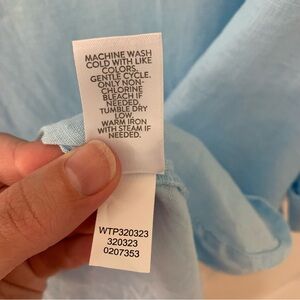 MACHINE WASH
COLD WITH LIKE
COLORS.
GENTLE CYCLE.
ONLY NON-
CHLORINE
BLEACH IF
NEEDED.
TUMBLE DRY
LOW.
WARM IRON
WITH STEAM IF
NEEDED.
WTP320323
320323
0207353